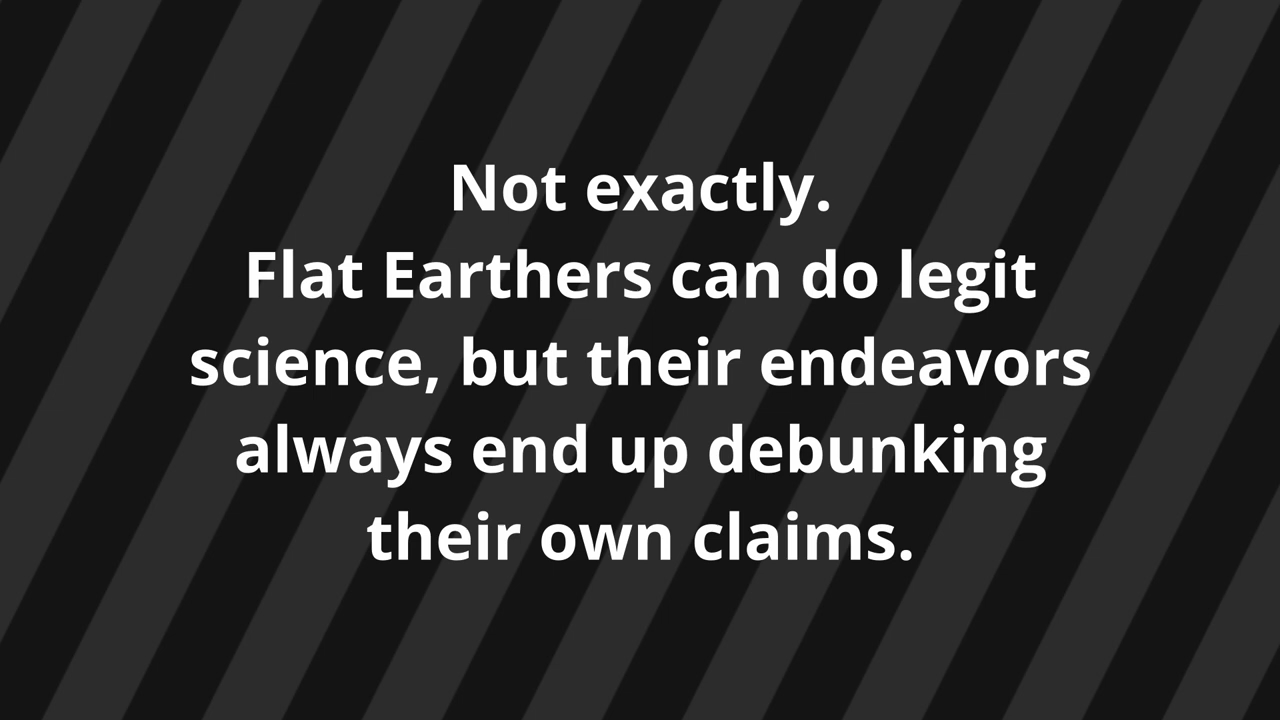 Not exactly.
Flat Earthers can do legit
science, but their endeavors
always end up debunking
their own claims.